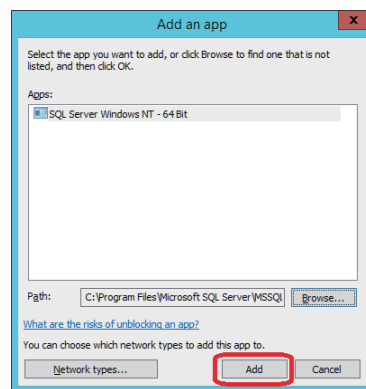 Add an app
x
Select the app you want to add, or click Browse to find one that is not
listed, and then click OK.
Apps:
SQL Server Windows NT - 64 Bit
Path:
C:\Program Files\Microsoft SQL Server\MSSQL
Browse...
What are the risks of unblocking an app?
You can choose which network types to add this app to.
Network types...
Add
Cancel